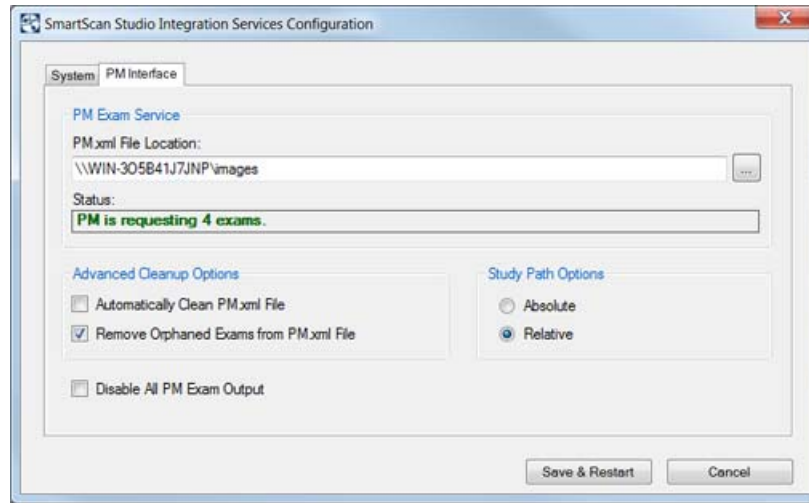 SmartScan Studio Integration Services Configuration
System
PM Interface
PM Exam Service
PM.xml File Location:
\\WIN-3O5B41J7JNP\images
...
Status:
PM is requesting 4 exams.
Advanced Cleanup Options
Automatically Clean PM.xml File
Remove Orphaned Exams from PM.xml File
Study Path Options
Absolute
Relative
Disable All PM Exam Output
Save & Restart
Cancel